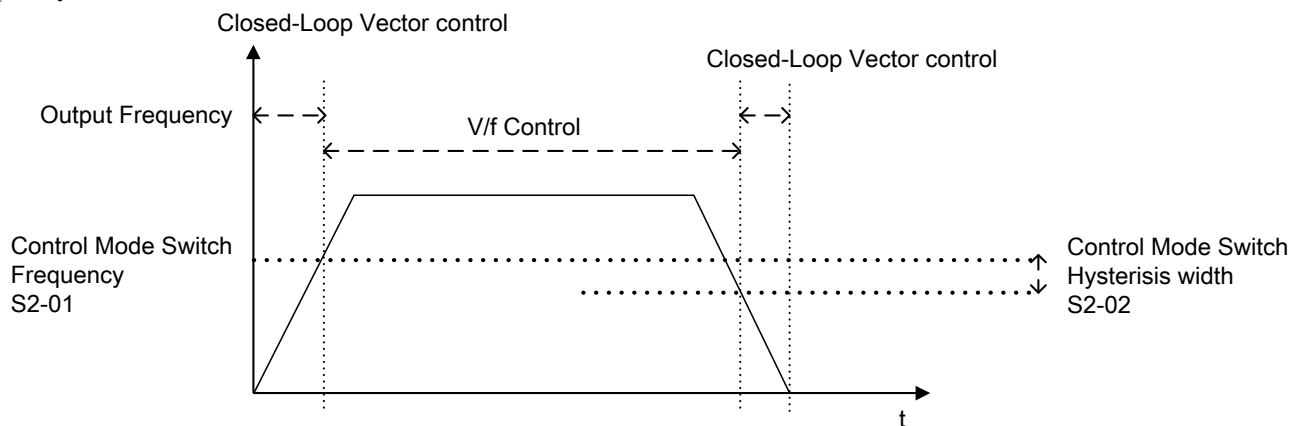 Closed-Loop Vector control
Closed-Loop Vector control
Output Frequency
V/f Control
Control Mode Switch
Frequency
S2-01
Control Mode Switch
Hysterisis width
S2-02
t